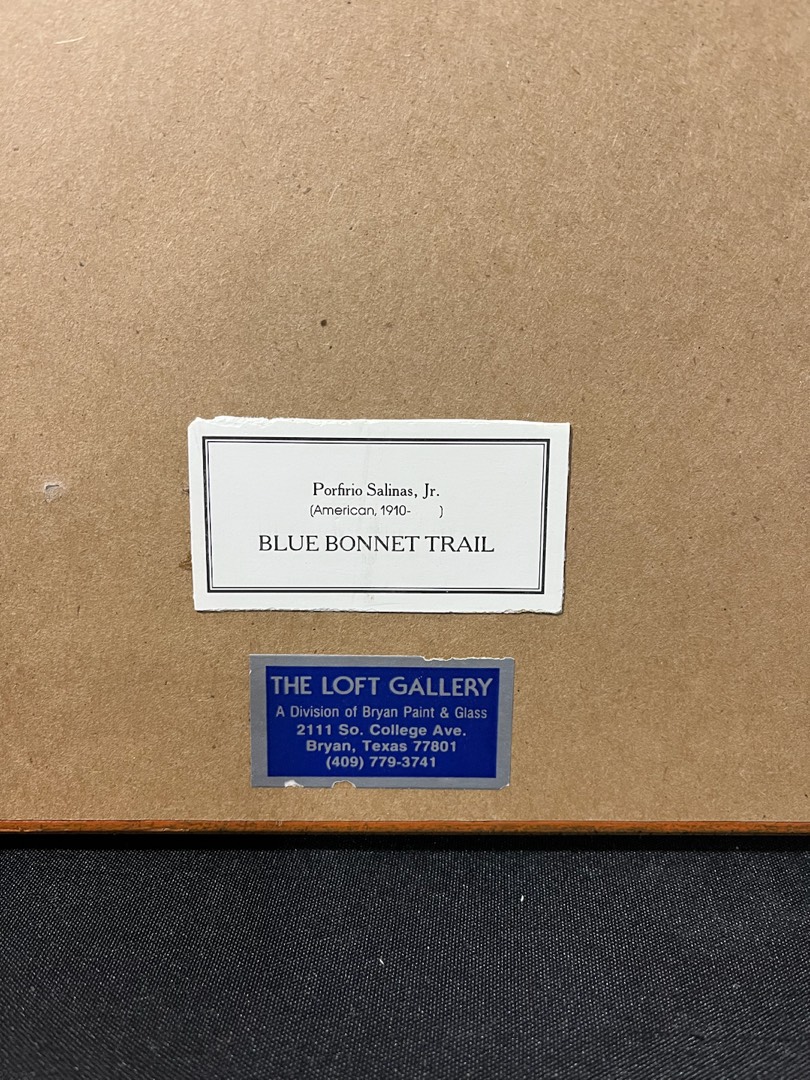 Porfirio Salinas, Jr.
(American, 1910-      )
BLUE BONNET TRAIL
THE LOFT GALLERY
A Division of Bryan Paint & Glass
2111 So. College Ave.
Bryan, Texas 77801
(409) 779-3741